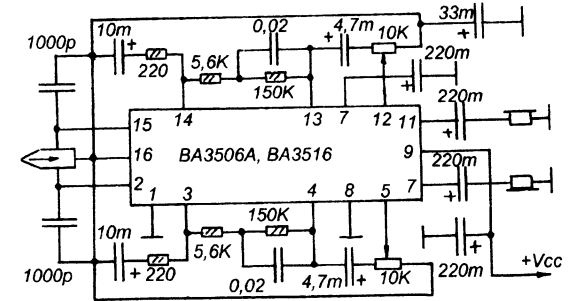 0,02 4,7m 33m
10m + + 10K +
1000p 220m
220 5,6K 150K + 220m
14 13 7 12 11
15 +
16 BA3506A, BA3516 9
220m
2 7
1 3 4 8 5 +
150K
10m 5,6K
+Vcc
1000p + 220 0,02 4,7m + 10K 220m +